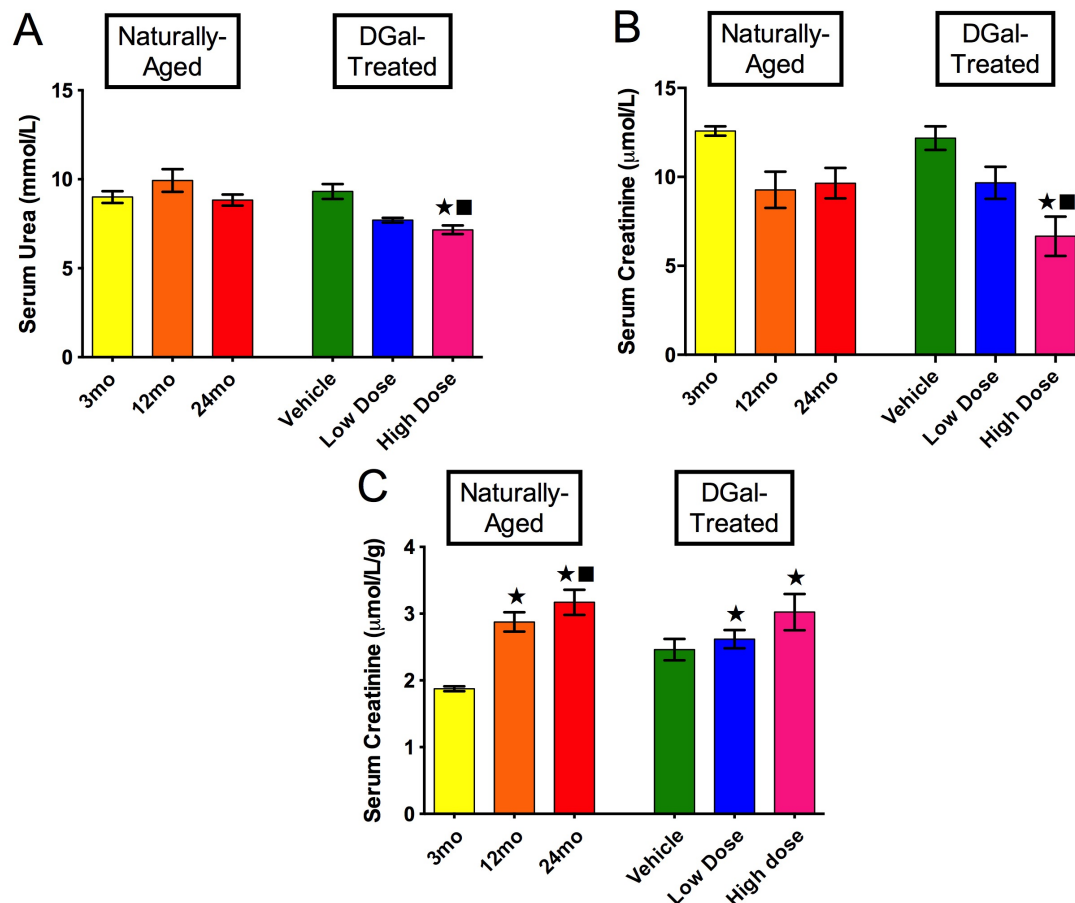 A
Naturally-
Aged
DGal-
Treated
Serum Urea (mmol/L)
15
10
5
0
★■
3mo
12mo
24mo
Vehicle
Low Dose
High Dose
B
Naturally-
Aged
DGal-
Treated
Serum Creatinine (μmol/L)
15
10
5
0
★■
3mo
12mo
24mo
Vehicle
Low Dose
High Dose
C
Naturally-
Aged
DGal-
Treated
Serum Creatinine (μmol/L/g)
4
3
2
1
0
★
★■
★
★
3mo
12mo
24mo
Vehicle
Low Dose
High dose